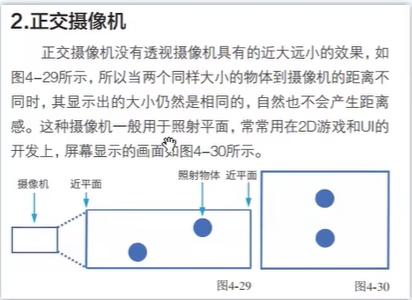 2.正交摄像机
正交摄像机没有透视摄像机具有的近大远小的效果，如
图4-29所示，所以当两个同样大小的物体到摄像机的距离不
同时，其显示出的大小仍然是相同的，自然也不会产生距离
感。这种摄像机一般用于照射平面，常常用在2D游戏和UI的
开发上，屏幕显示的画面如图4-30所示。
摄像机 近平面 照射物体 近平面
图4-29 图4-30